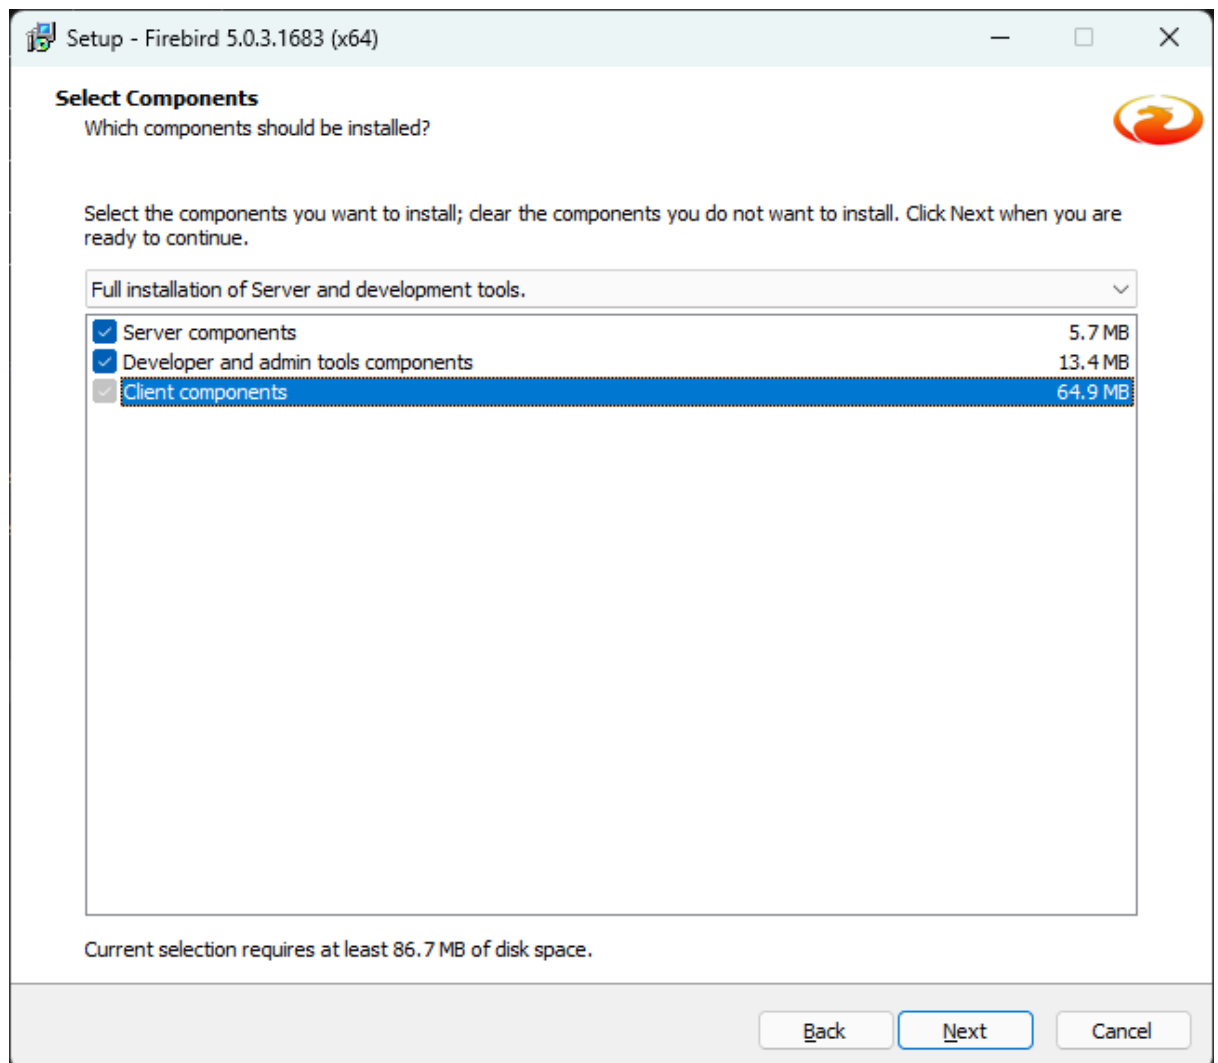 Setup - Firebird 5.0.3.1683 (x64)
Select Components
Which components should be installed?
Select the components you want to install; clear the components you do not want to install. Click Next when you are
ready to continue.
Full installation of Server and development tools.
Server components 5.7 MB
Developer and admin tools components 13.4 MB
Client components 64.9 MB
Current selection requires at least 86.7 MB of disk space.
Back Next Cancel